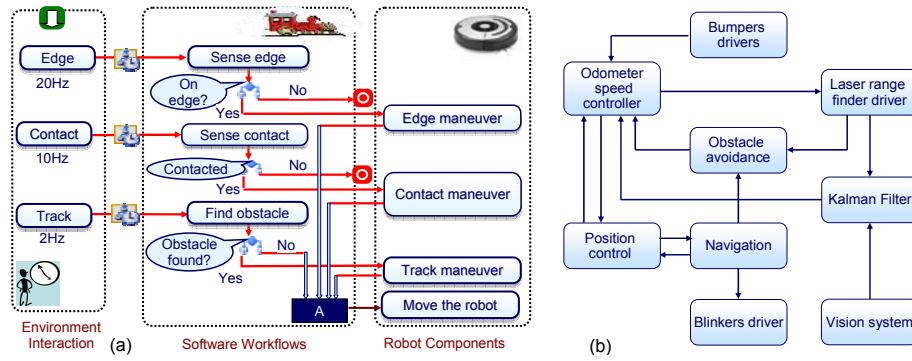 Edge
20Hz
Contact
10Hz
Track
2Hz
Environment
Interaction
(a)
Sense edge
On
edge?
No
Yes
Sense contact
Contacted
No
Yes
Find obstacle
Obstacle
found?
No
Yes
A
Software Workflows
Edge maneuver
Contact maneuver
Track maneuver
Move the robot
Robot Components
Bumpers
drivers
Odometer
speed
controller
Laser range
finder driver
Obstacle
avoidance
Kalman Filter
Position
control
Navigation
Blinkers driver
Vision system
(b)